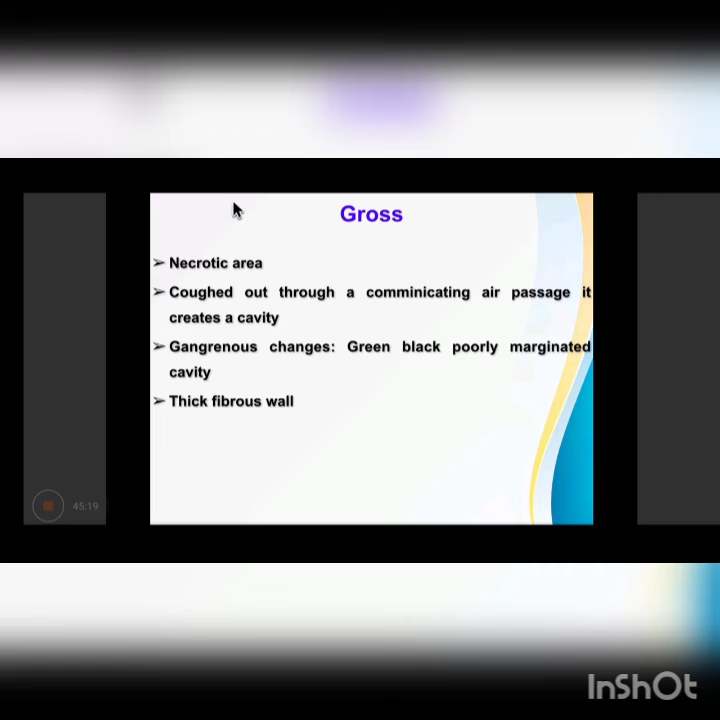 Gross
➢ Necrotic area
➢ Coughed out through a comminicating air passage it
creates a cavity
➢ Gangrenous changes: Green black poorly marginated
cavity
➢ Thick fibrous wall
45:19
InShOt